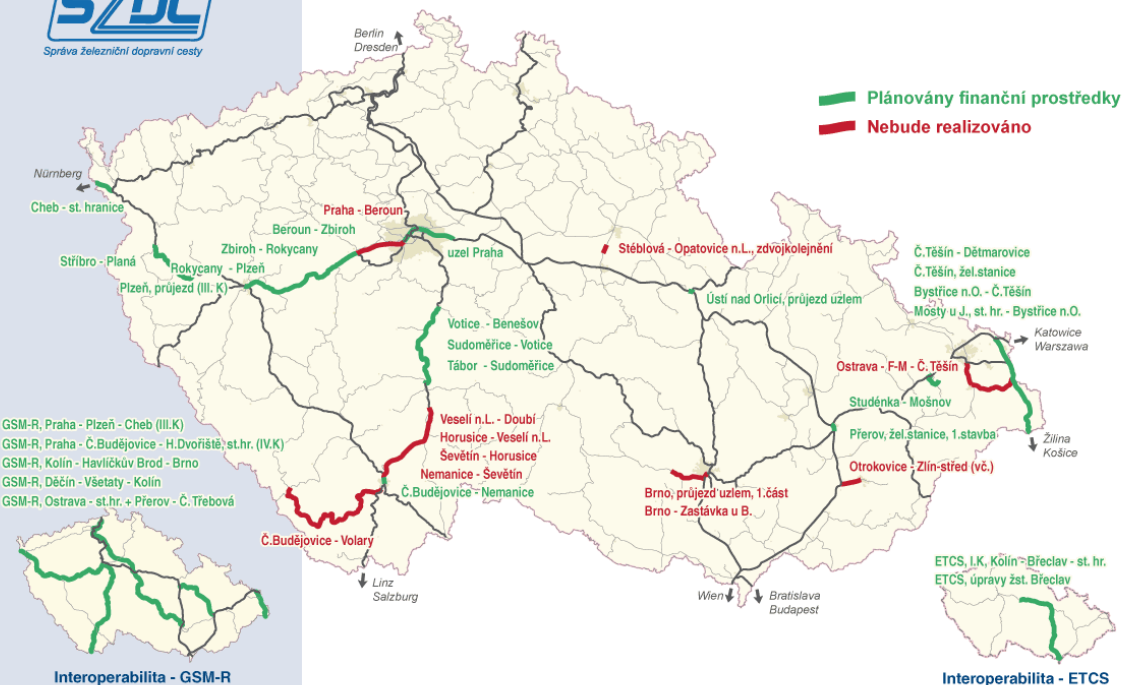 SŽDC
Správa železniční dopravní cesty
Berlin
Dresden
Plánovány finanční prostředky
Nebude realizováno
Nürnberg
Cheb - st. hranice
Praha - Beroun
Beroun - Zbiroh
Zbiroh - Rokycany
Rokycany - Plzeň
Plzeň, průjezd (III. K)
Stříbro - Planá
uzel Praha
Stéblová - Opatovice n.L., zdvojkolejnění
Č.Těšín - Dětmarovice
Č.Těšín, žel.stanice
Bystřice n.O. - Č.Těšín
Mosty u J., st. hr. - Bystřice n.O.
Ústí nad Orlicí, průjezd uzlem
Katowice
Warszawa
Votice - Benešov
Sudoměřice - Votice
Tábor - Sudoměřice
Ostrava - F-M - Č.Těšín
Studénka - Mošnov
Přerov, žel.stanice, 1.stavba
Žilina
Košice
Otrokovice - Zlín-střed (vč.)
Veselí n.L. - Doubí
Horusice - Veselí n.L.
Ševětín - Horusice
Nemanice - Ševětín
Č.Budějovice - Nemanice
Č.Budějovice - Volary
Brno, průjezd uzlem, 1.část
Brno - Zastávka u B.
GSM-R, Praha - Plzeň - Cheb (III.K)
GSM-R, Praha - Č.Budějovice - H.Dvořiště, st.hr. (IV.K)
GSM-R, Kolín - Havlíčkův Brod - Brno
GSM-R, Děčín - Všetaty - Kolín
GSM-R, Ostrava - st.hr. + Přerov - Č.Třebová
Linz
Salzburg
Wien
Bratislava
Budapest
ETCS, I.K, Kolín - Břeclav - st. hr.
ETCS, úpravy žst. Břeclav
Interoperabilita - GSM-R
Interoperabilita - ETCS